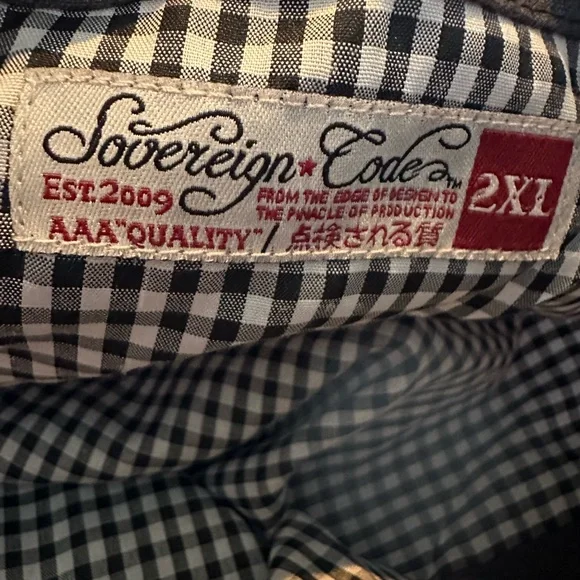 Sovereign★Code™
EST.2009
FROM THE EDGE OF DESIGN TO
THE PINNACLE OF PRODUCTION
AAA"QUALITY" / 点検される質
2XL